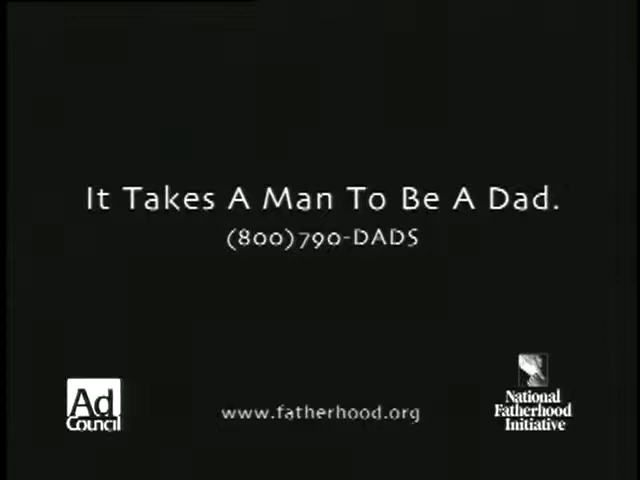 It Takes A Man To Be A Dad.
(800)790-DADS
Ad
Council
www.fatherhood.org
National
Fatherhood
Initiative